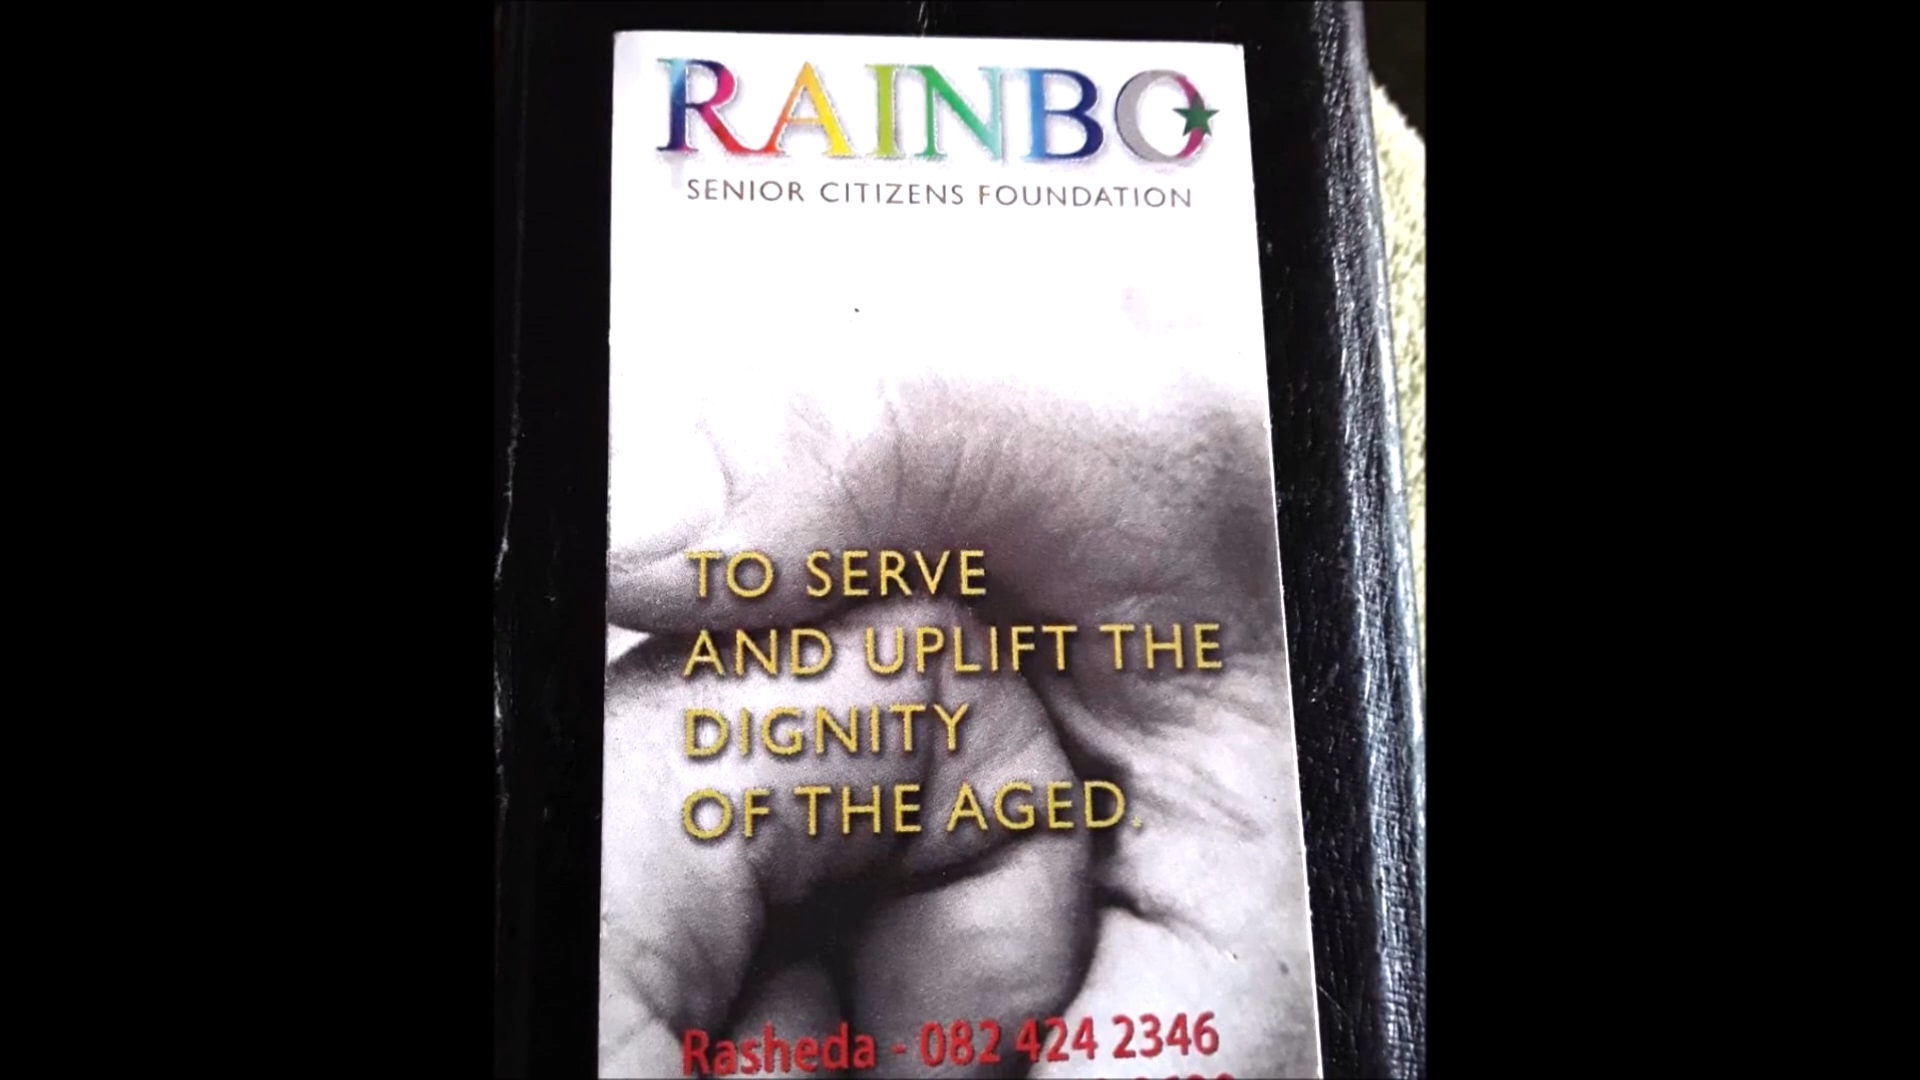 RAINBO
SENIOR CITIZENS FOUNDATION
TO SERVE
AND UPLIFT THE
DIGNITY
OF THE AGED.
Rasheda - 082 424 2346